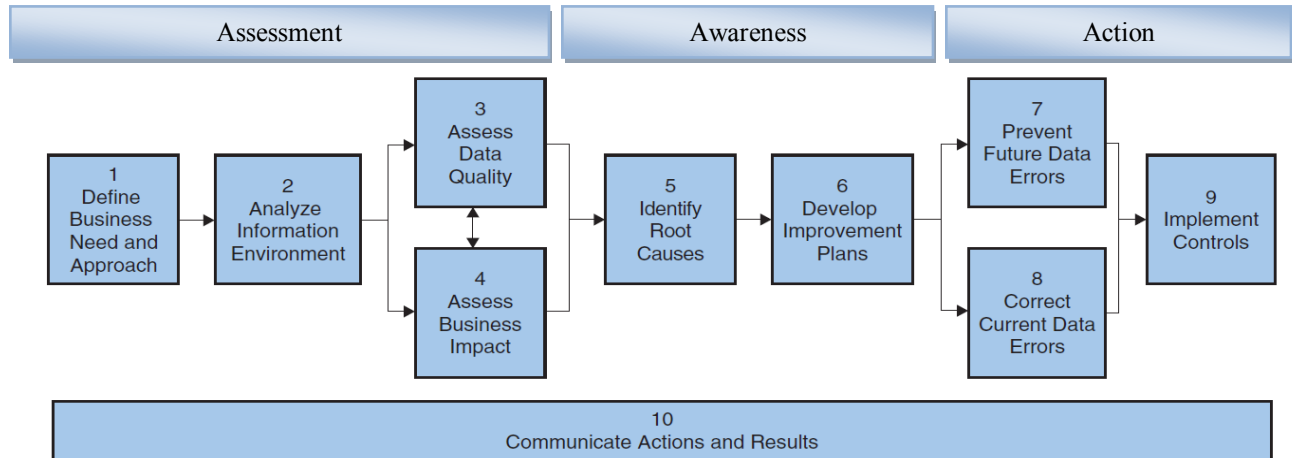 Assessment
Awareness
Action
1
Define
Business
Need and
Approach
2
Analyze
Information
Environment
3
Assess
Data
Quality
4
Assess
Business
Impact
5
Identify
Root
Causes
6
Develop
Improvement
Plans
7
Prevent
Future Data
Errors
8
Correct
Current Data
Errors
9
Implement
Controls
10
Communicate Actions and Results